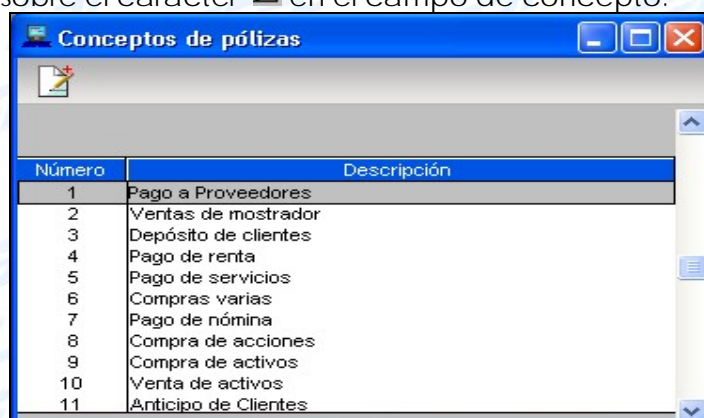 sobre el carácter en el campo de concepto.
Conceptos de pólizas
Número Descripción
1 Pago a Proveedores
2 Ventas de mostrador
3 Depósito de clientes
4 Pago de renta
5 Pago de servicios
6 Compras varias
7 Pago de nómina
8 Compra de acciones
9 Compra de activos
10 Venta de activos
11 Anticipo de Clientes